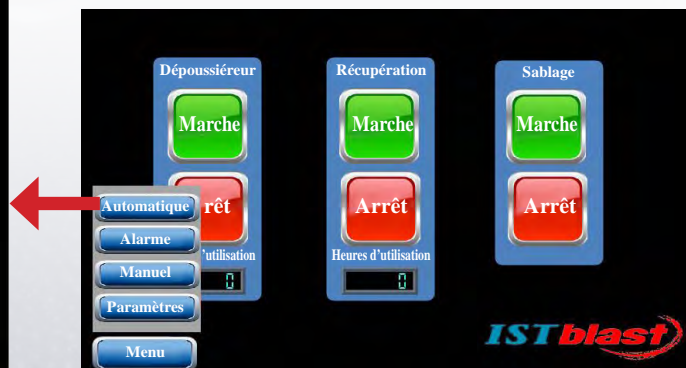 Dépoussiéreur
Marche
rêt
'utilisation
0
Récupération
Marche
Arrêt
Heures d'utilisation
0
Sablage
Marche
Arrêt
Automatique
Alarme
Manuel
Paramètres
Menu
ISTblast